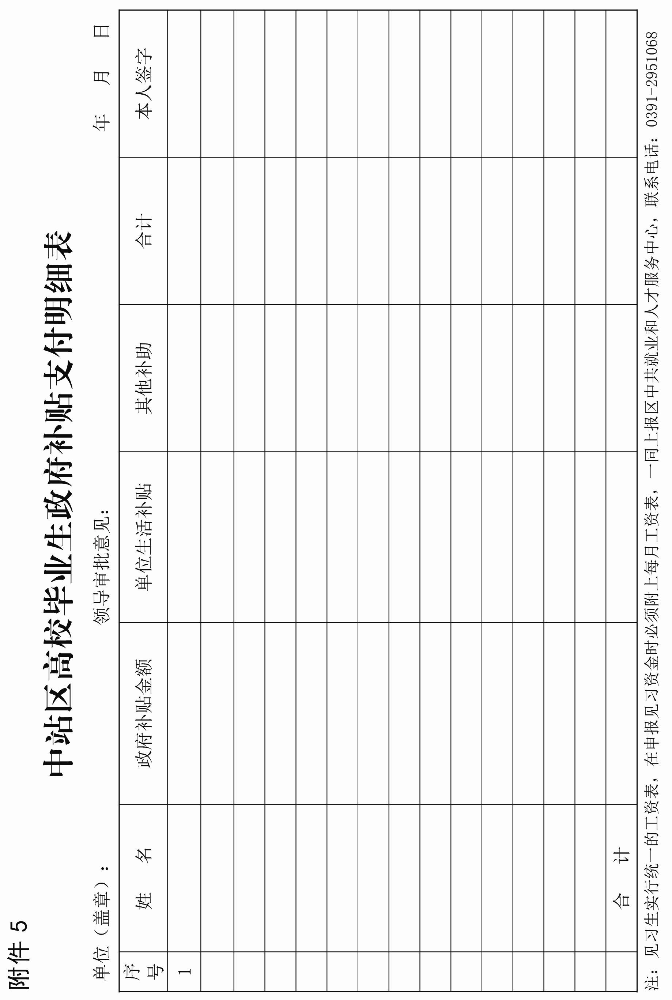 附件 5
中站区高校毕业生政府补贴支付明细表
单位（盖章）： 领导审批意见： 年 月 日
序号 姓 名 政府补贴金额 单位生活补贴 其他补助 合计 本人签字
1
合 计
注：见习生实行统一的工资表，在申报见习资金时必须附上每月工资表，一同上报区中共就业和人才服务中心，联系电话：0391-2951068